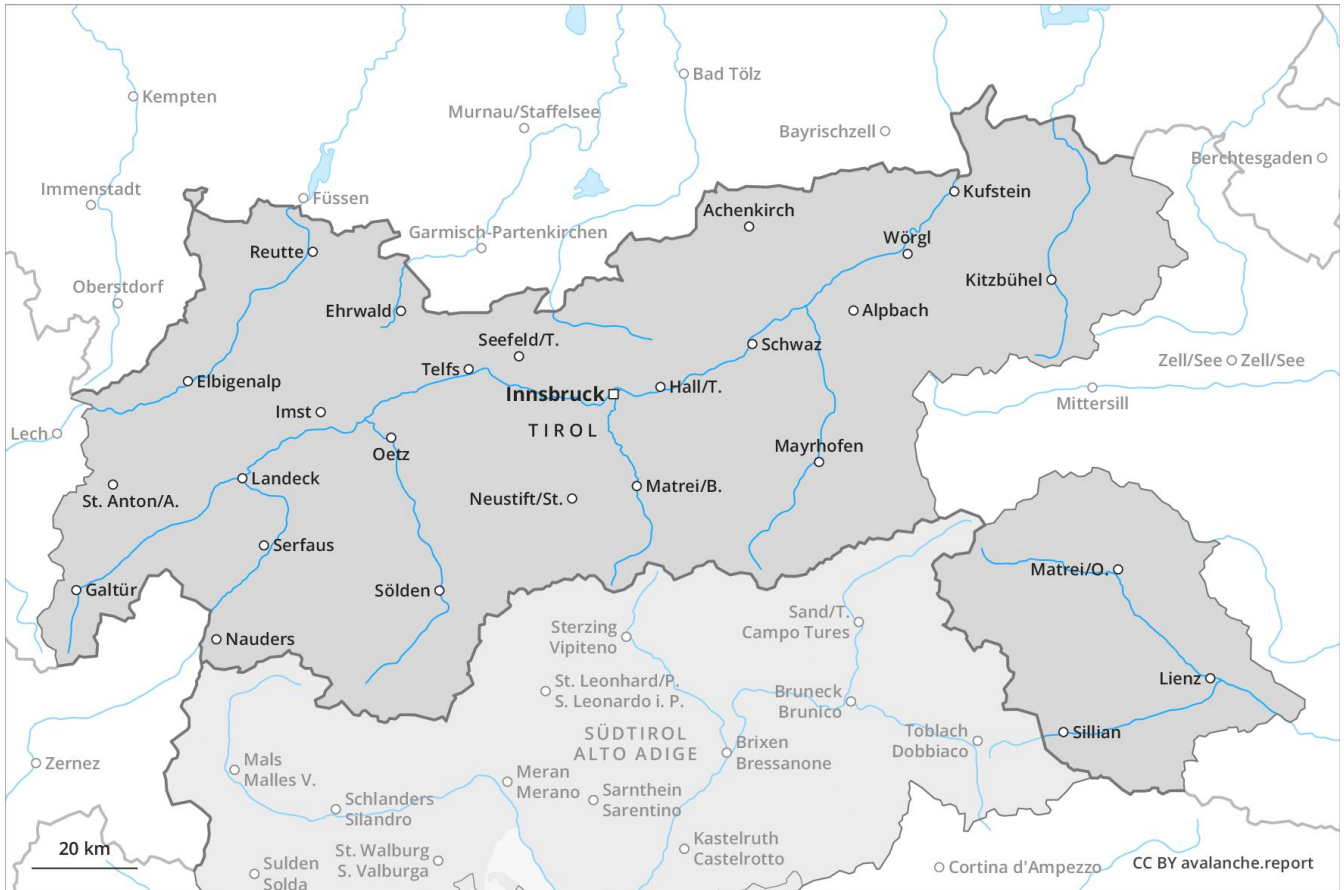 Bad Tölz
Kempten
Murnau/Staffelsee
Bayrischzell
Berchtesgaden
Immenstadt
Füssen
Kufstein
Achenkirch
Garmisch-Partenkirchen
Wörgl
Reutte
Kitzbühel
Oberstdorf
Ehrwald
Alpbach
Seefeld/T.
Schwaz
Zell/See
Zell/See
Telfs
Elbigenalp
Hall/T.
Innsbruck
Mittersill
Imst
Lech
TIROL
Mayrhofen
Oetz
Landeck
Matrei/B.
St. Anton/A.
Neustift/St.
Serfaus
Matrei/O.
Galtür
Sölden
Sand/T.
Campo Tures
Sterzing
Vipiteno
Nauders
Lienz
St. Leonhard/P.
S. Leonardo i. P.
Bruneck
Brunico
Sillian
Toblach
Dobbiaco
SÜDTIROL
ALTO ADIGE
Brixen
Bressanone
Zernez
Mals
Malles V.
Meran
Merano
Sarnthein
Sarentino
Schlanders
Silandro
Kastelruth
Castelrotto
20 km
St. Walburg
S. Valburga
Sulden
Solda
Cortina d'Ampezzo
CC BY avalanche.report